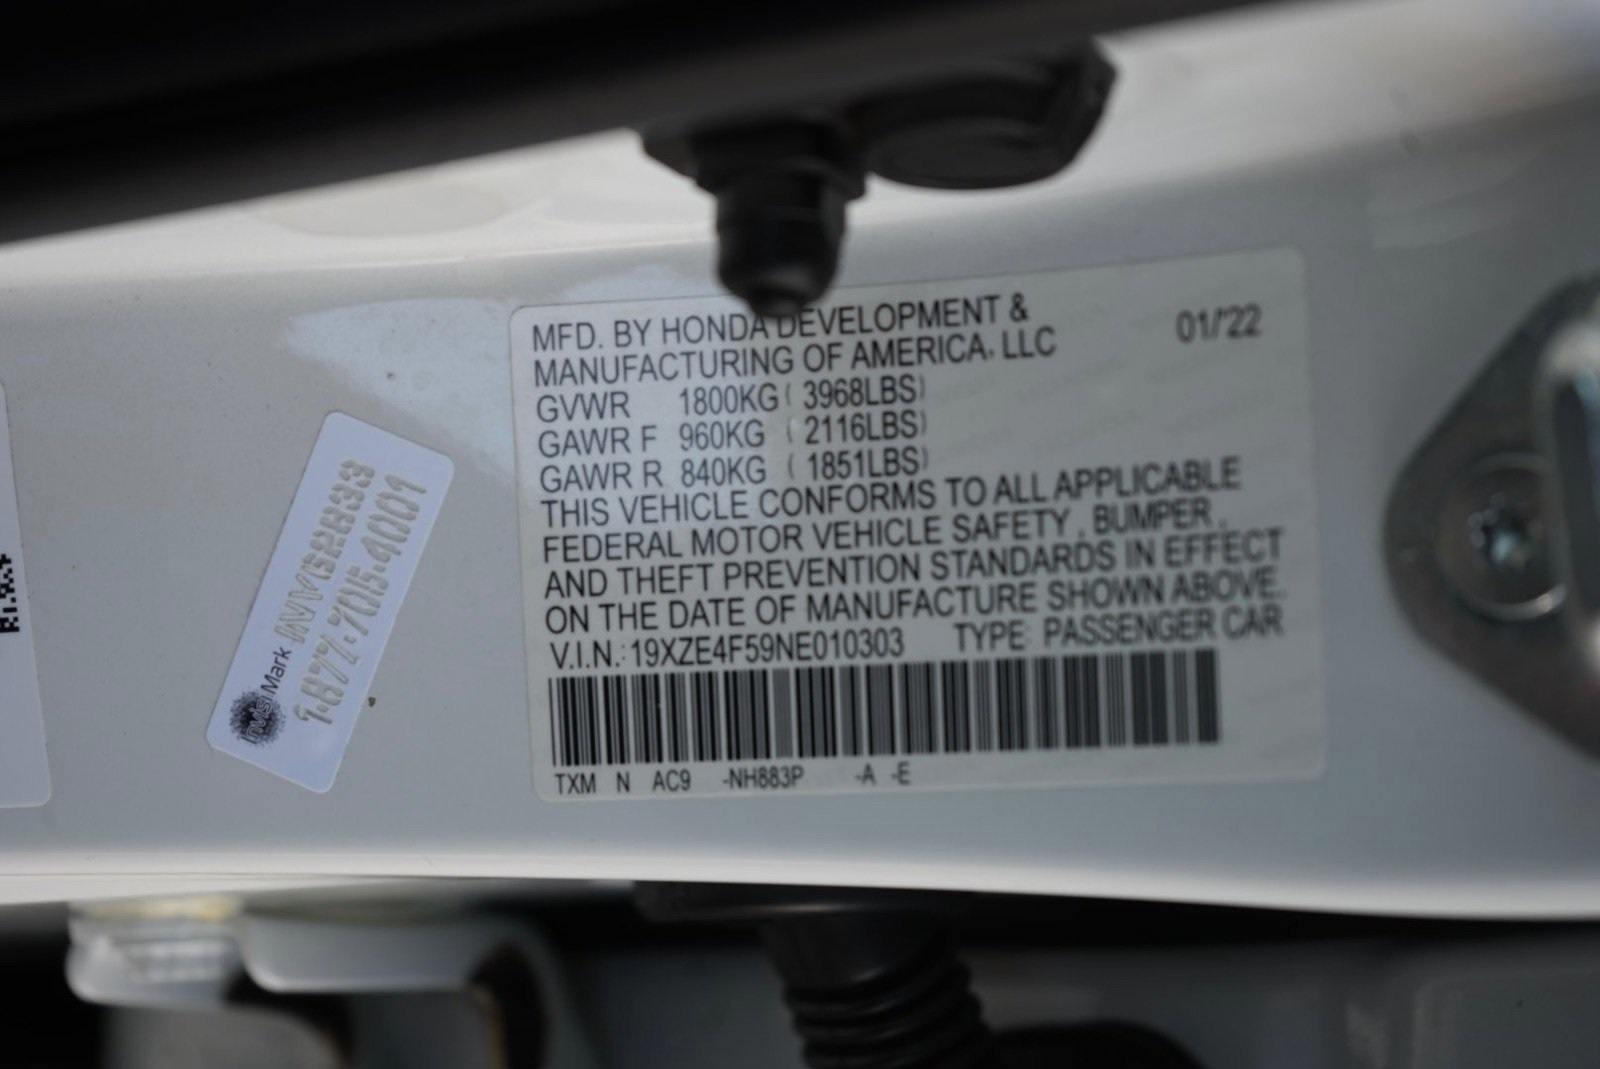 MFD. BY HONDA DEVELOPMENT &
MANUFACTURING OF AMERICA, LLC
01/'22
GVWR 1800KG ( 3968LBS)
GAWR F 960KG ( 2116LBS)
GAWR R 840KG ( 1851LBS)
THIS VEHICLE CONFORMS TO ALL APPLICABLE
FEDERAL MOTOR VEHICLE SAFETY , BUMPER ,
AND THEFT PREVENTION STANDARDS IN EFFECT
ON THE DATE OF MANUFACTURE SHOWN ABOVE.
V.I.N.: 19XZE4F59NE010303 TYPE: PASSENGER CAR
TXM N AC9 -NH883P -A -E
InvisiMark
1-877-705-4001